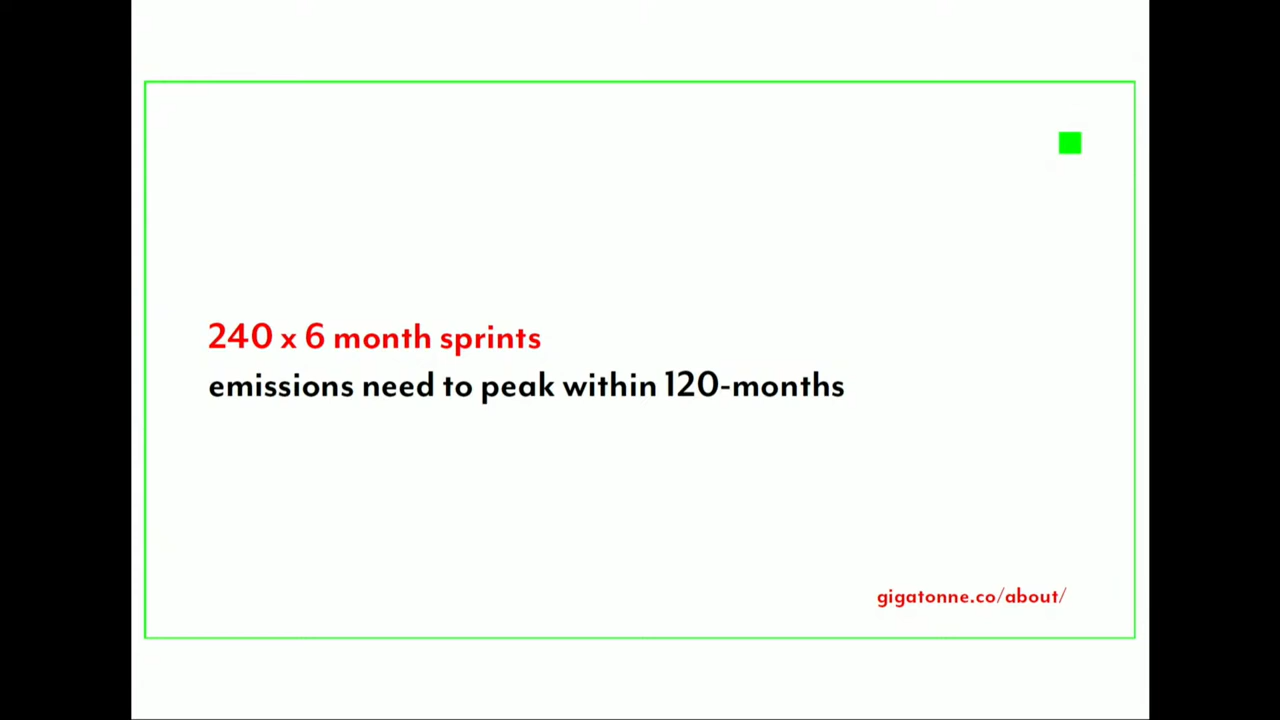 240 x 6 month sprints
emissions need to peak within 120-months
gigatonne.co/about/